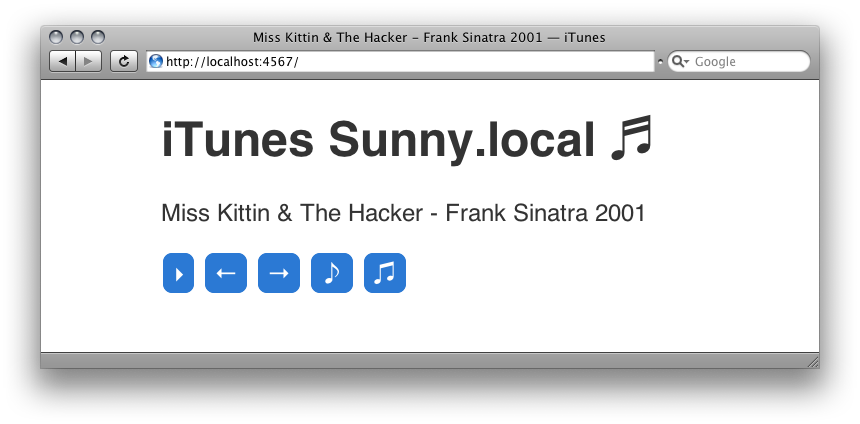 Miss Kittin & The Hacker – Frank Sinatra 2001 — iTunes
http://localhost:4567/
Google
iTunes Sunny.local ♬
Miss Kittin & The Hacker - Frank Sinatra 2001
‣ ← → ♪ ♫